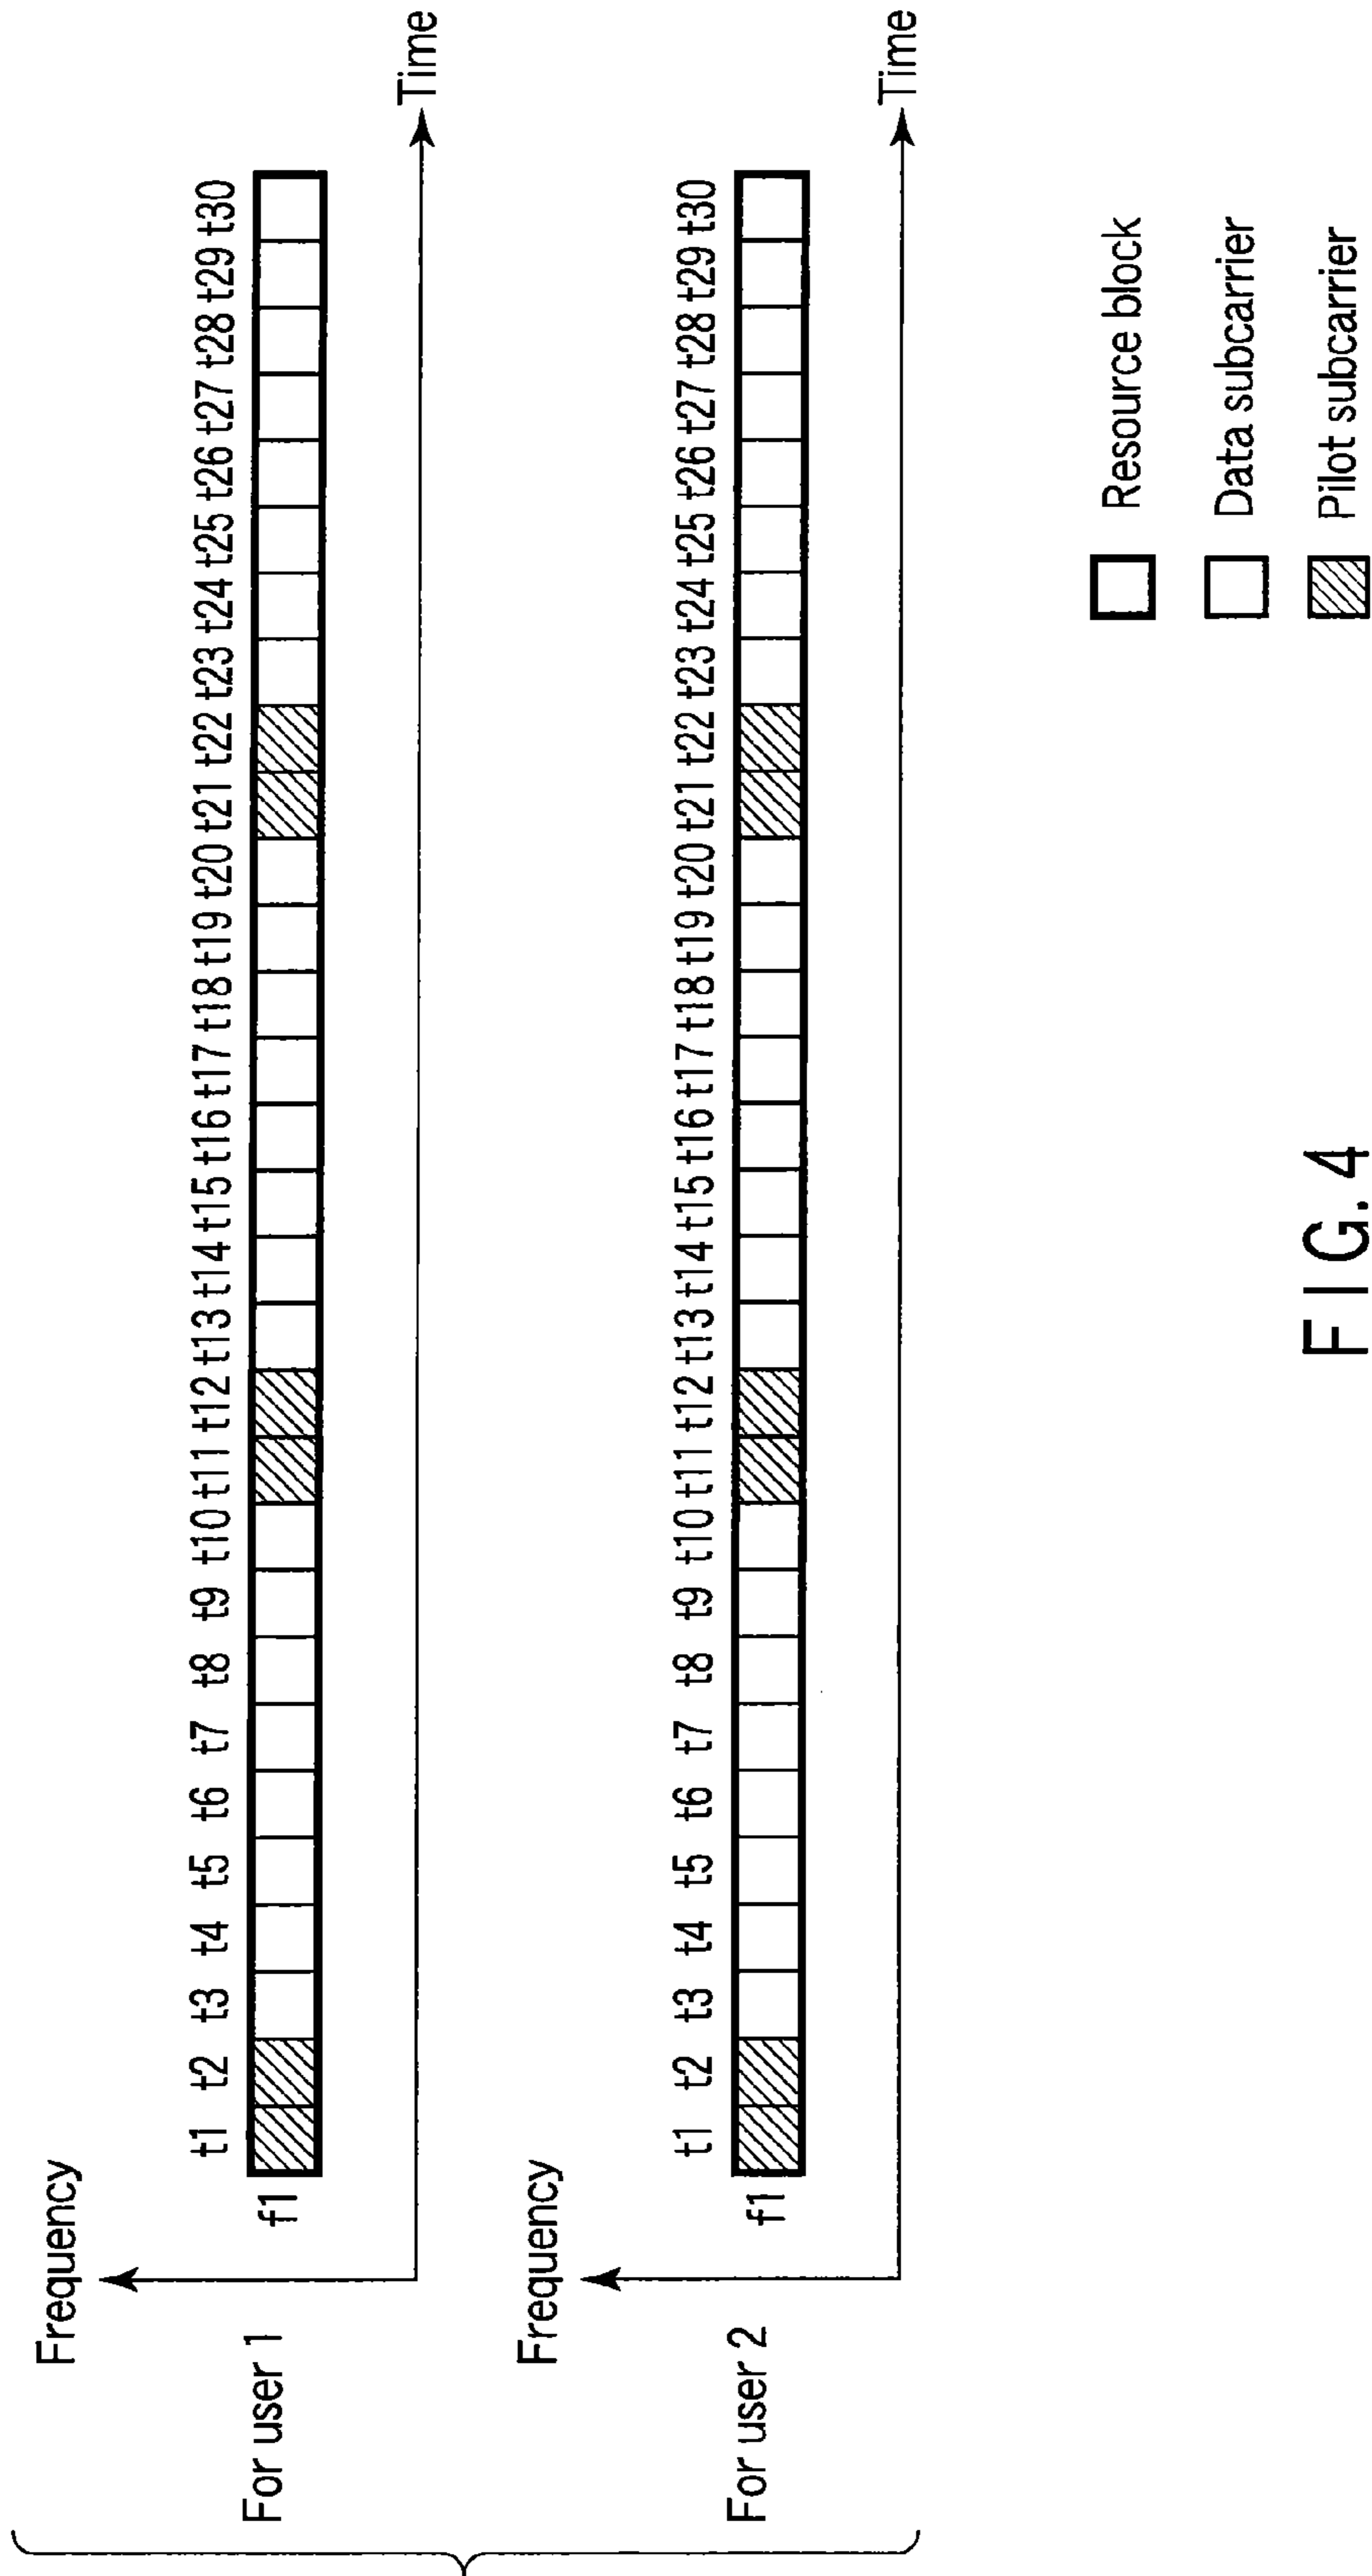 Frequency
t1 t2 t3 t4 t5 t6 t7 t8 t9 t10 t11 t12 t13 t14 t15 t16 t17 t18 t19 t20 t21 t22 t23 t24 t25 t26 t27 t28 t29 t30
For user 1
f1
Time
Frequency
t1 t2 t3 t4 t5 t6 t7 t8 t9 t10 t11 t12 t13 t14 t15 t16 t17 t18 t19 t20 t21 t22 t23 t24 t25 t26 t27 t28 t29 t30
For user 2
f1
Time
Resource block
Data subcarrier
Pilot subcarrier
FIG. 4